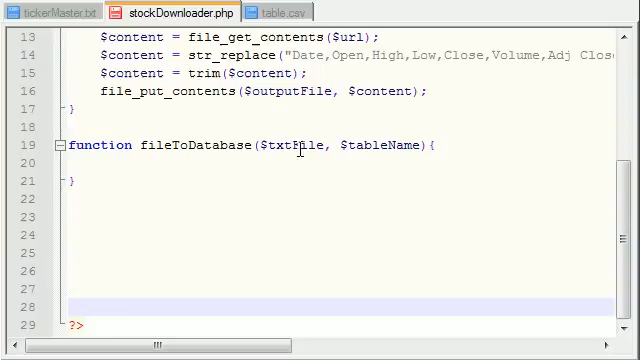 tickerMaster.txt stockDownloader.php table.csv
13 $content = file_get_contents($url);
14 $content = str_replace("Date,Open,High,Low,Close,Volume,Adj Close
15 $content = trim($content);
16 file_put_contents($outputFile, $content);
17 }
18
19 function fileToDatabase($txtFile, $tableName){
20
21 }
22
23
24
25
26
27
28
29 ?>